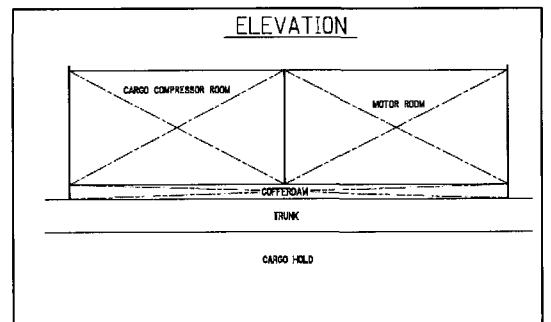 ELEVATION
CARGO COMPRESSOR ROOM
MOTOR ROOM
COFFERDAM
TRUNK
CARGO HOLD